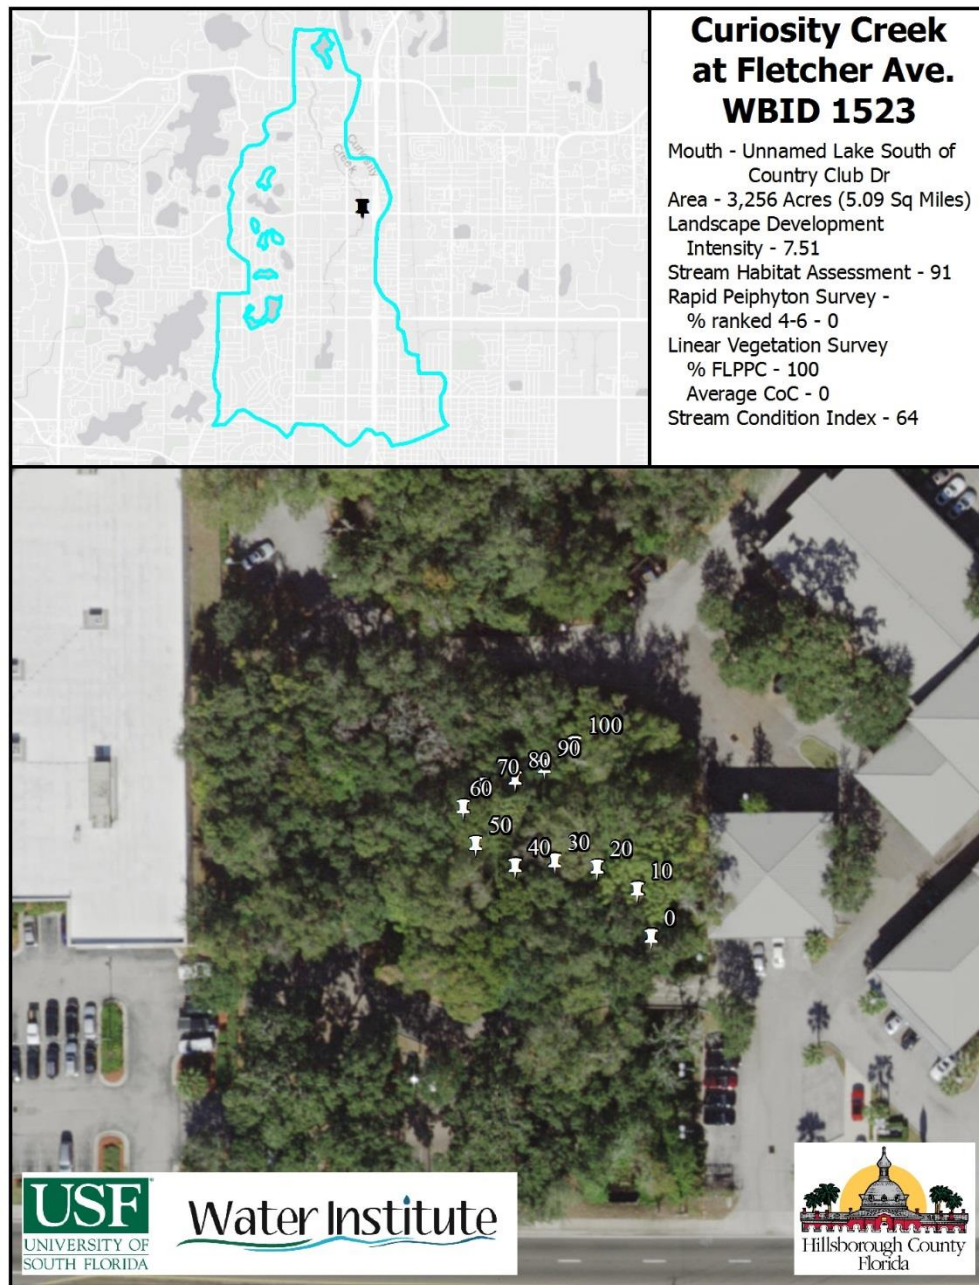 Curiosity Creek
Curiosity Creek
at Fletcher Ave.
WBID 1523
Mouth - Unnamed Lake South of
Country Club Dr
Area - 3,256 Acres (5.09 Sq Miles)
Landscape Development
Intensity - 7.51
Stream Habitat Assessment - 91
Rapid Peiphyton Survey -
% ranked 4-6 - 0
Linear Vegetation Survey
% FLPPC - 100
Average CoC - 0
Stream Condition Index - 64
100
90
80
70
60
50
40
30
20
10
0
USF
UNIVERSITY OF
SOUTH FLORIDA
Water Institute
Hillsborough County
Florida